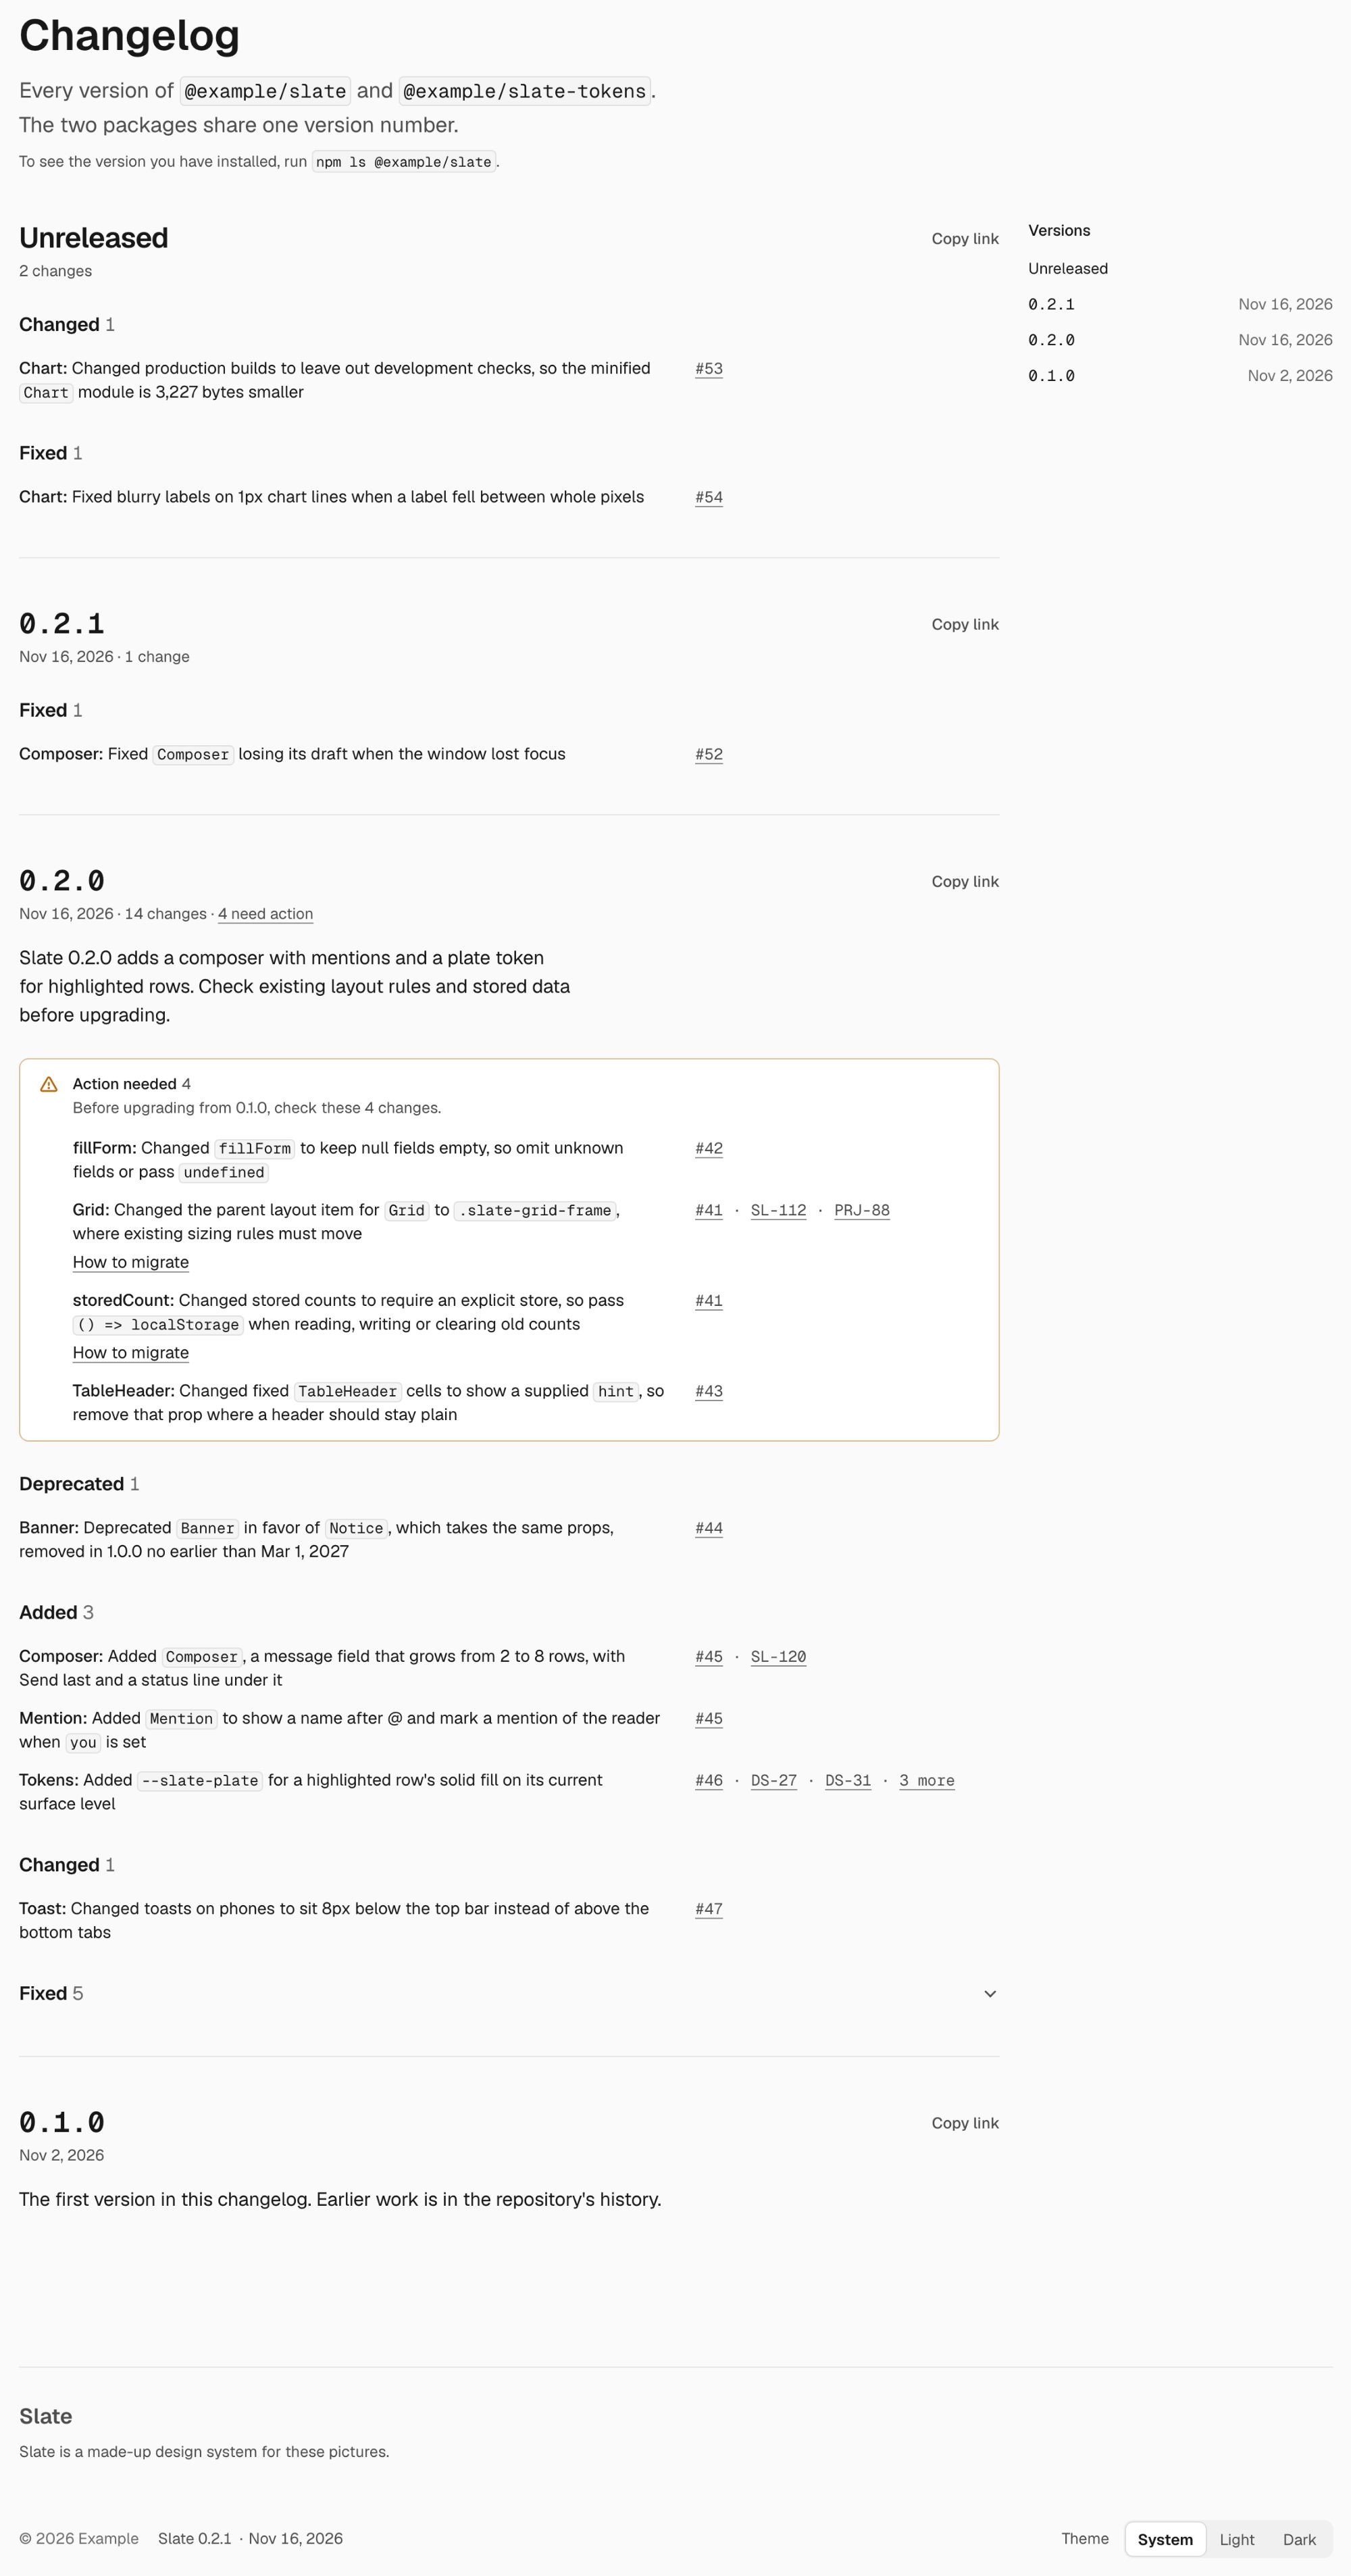 Changelog
Every version of @example/slate and @example/slate-tokens.
The two packages share one version number.
To see the version you have installed, run npm ls @example/slate.
Unreleased
Copy link
2 changes
Changed 1
Chart: Changed production builds to leave out development checks, so the minified
Chart module is 3,227 bytes smaller
#53
Fixed 1
Chart: Fixed blurry labels on 1px chart lines when a label fell between whole pixels
#54
0.2.1
Copy link
Nov 16, 2026 · 1 change
Fixed 1
Composer: Fixed Composer losing its draft when the window lost focus
#52
0.2.0
Copy link
Nov 16, 2026 · 14 changes · 4 need action
Slate 0.2.0 adds a composer with mentions and a plate token
for highlighted rows. Check existing layout rules and stored data
before upgrading.
Action needed 4
Before upgrading from 0.1.0, check these 4 changes.
fillForm: Changed fillForm to keep null fields empty, so omit unknown
fields or pass undefined
#42
Grid: Changed the parent layout item for Grid to .slate-grid-frame,
where existing sizing rules must move
#41 · SL-112 · PRJ-88
How to migrate
storedCount: Changed stored counts to require an explicit store, so pass
() => localStorage when reading, writing or clearing old counts
#41
How to migrate
TableHeader: Changed fixed TableHeader cells to show a supplied hint, so
remove that prop where a header should stay plain
#43
Deprecated 1
Banner: Deprecated Banner in favor of Notice, which takes the same props,
removed in 1.0.0 no earlier than Mar 1, 2027
#44
Added 3
Composer: Added Composer, a message field that grows from 2 to 8 rows, with
Send last and a status line under it
#45 · SL-120
Mention: Added Mention to show a name after @ and mark a mention of the reader
when you is set
#45
Tokens: Added --slate-plate for a highlighted row's solid fill on its current
surface level
#46 · DS-27 · DS-31 · 3 more
Changed 1
Toast: Changed toasts on phones to sit 8px below the top bar instead of above the
bottom tabs
#47
Fixed 5
0.1.0
Copy link
Nov 2, 2026
The first version in this changelog. Earlier work is in the repository's history.
Versions
Unreleased
0.2.1 Nov 16, 2026
0.2.0 Nov 16, 2026
0.1.0 Nov 2, 2026
Slate
Slate is a made-up design system for these pictures.
© 2026 Example Slate 0.2.1 · Nov 16, 2026
Theme System Light Dark